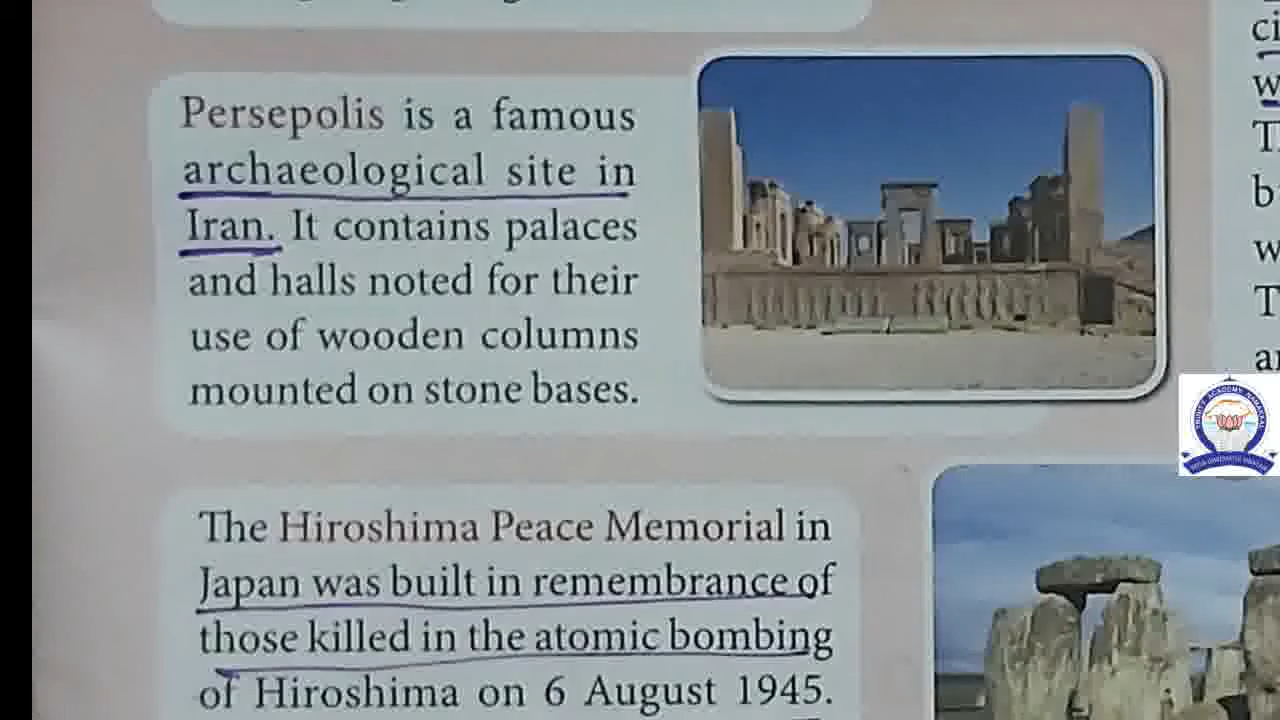 Persepolis is a famous
archaeological site in
Iran. It contains palaces
and halls noted for their
use of wooden columns
mounted on stone bases.
The Hiroshima Peace Memorial in
Japan was built in remembrance of
those killed in the atomic bombing
of Hiroshima on 6 August 1945.